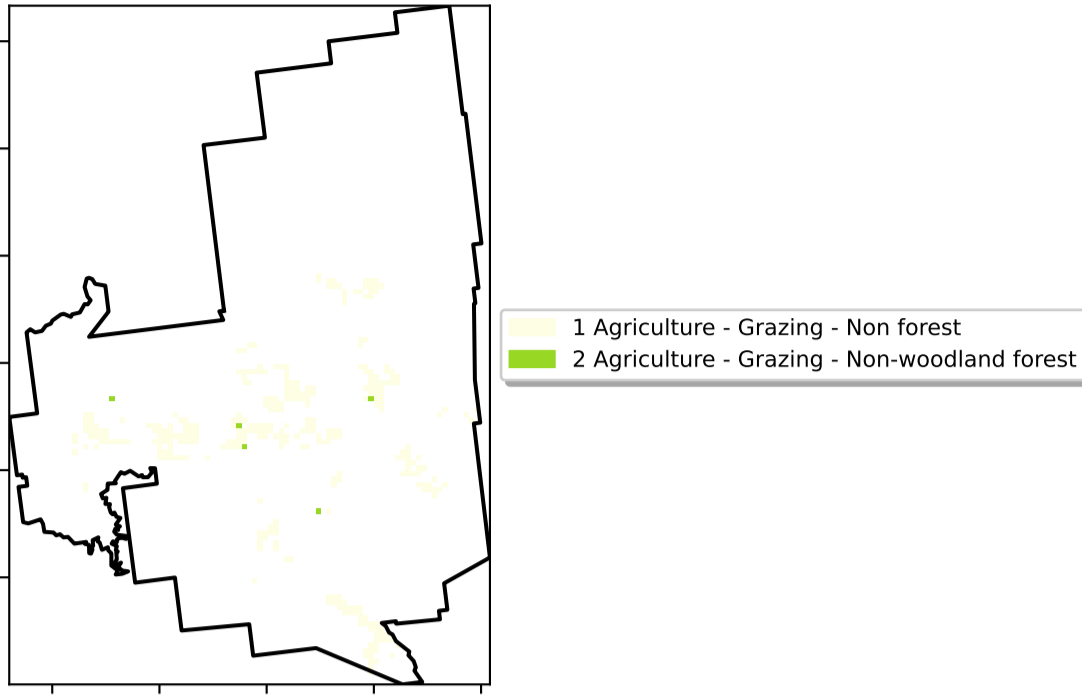 1 Agriculture - Grazing - Non forest
2 Agriculture - Grazing - Non-woodland forest